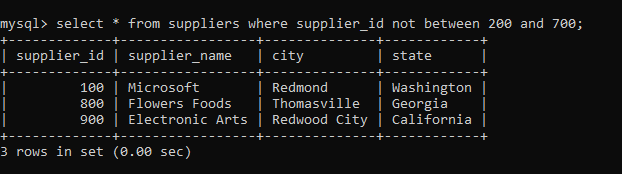 mysql> select * from suppliers where supplier_id not between 200 and 700;
+-------------+-----------------+--------------+------------+
| supplier_id | supplier_name   | city         | state      |
+-------------+-----------------+--------------+------------+
|         100 | Microsoft       | Redmond      | Washington |
|         800 | Flowers Foods   | Thomasville  | Georgia    |
|         900 | Electronic Arts | Redwood City | California |
+-------------+-----------------+--------------+------------+
3 rows in set (0.00 sec)